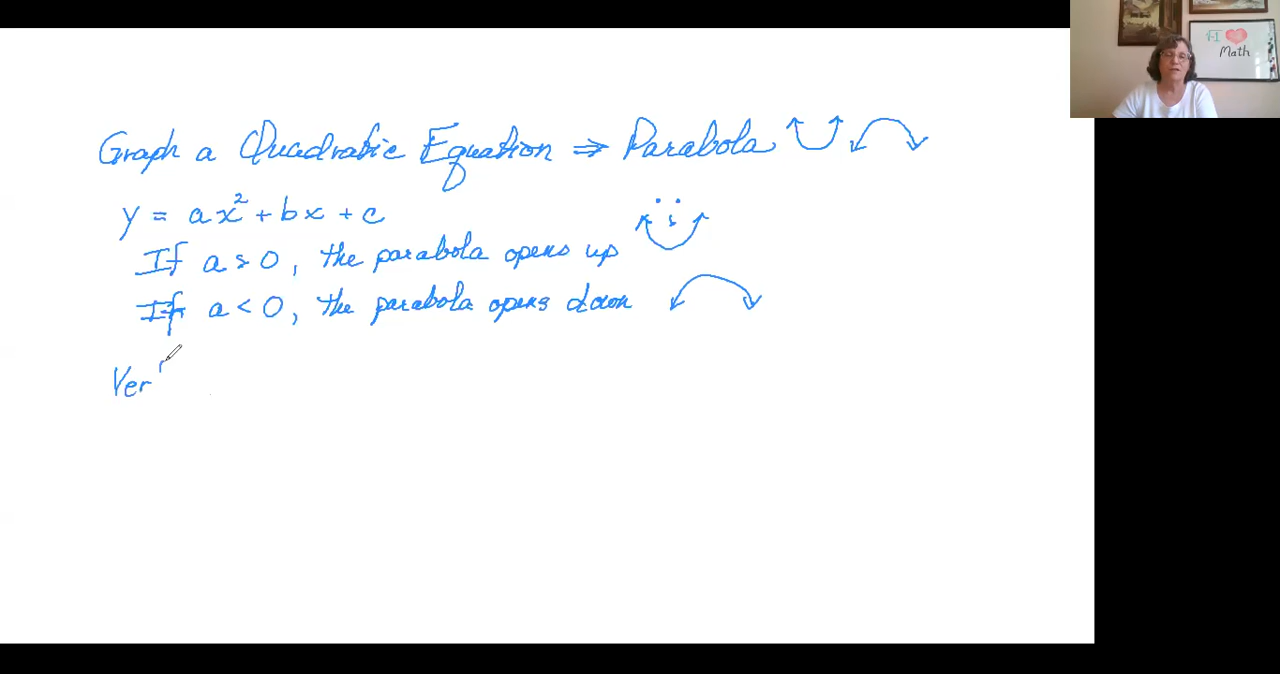 √-1 ❤
Math
Graph a Quadratic Equation ⇒ Parabola
y = ax² + bx + c
If a > 0, the parabola opens up
If a < 0, the parabola opens down
Ver